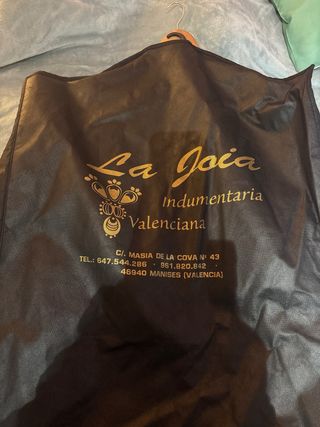 La Joia
Indumentaria
Valenciana
C/. MASIA DE LA COVA Nº 43
TEL.: 647.544.286 - 961.820.842
46940 MANISES (VALENCIA)